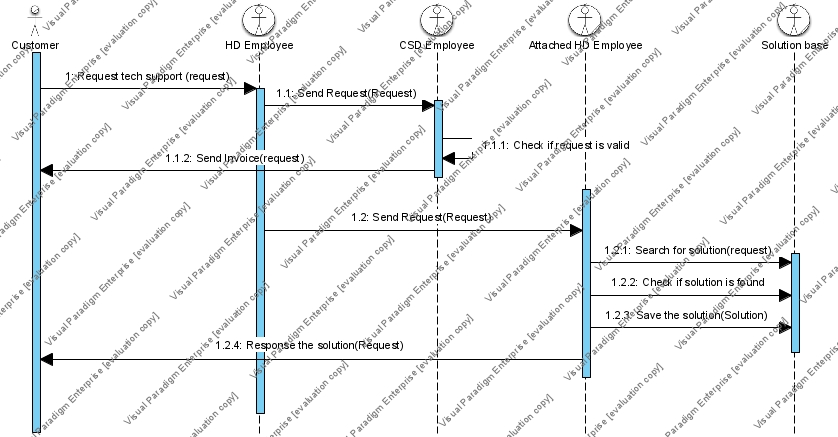 Customer
HD Employee
CSD Employee
Attached HD Employee
Solution base
1: Request tech support (request)
1.1: Send Request(Request)
1.1.1: Check if request is valid
1.1.2: Send Invoice(request)
1.2: Send Request(Request)
1.2.1: Search for solution(request)
1.2.2: Check if solution is found
1.2.3: Save the solution(Solution)
1.2.4: Response the solution(Request)
Visual Paradigm Enterprise [evaluation copy]